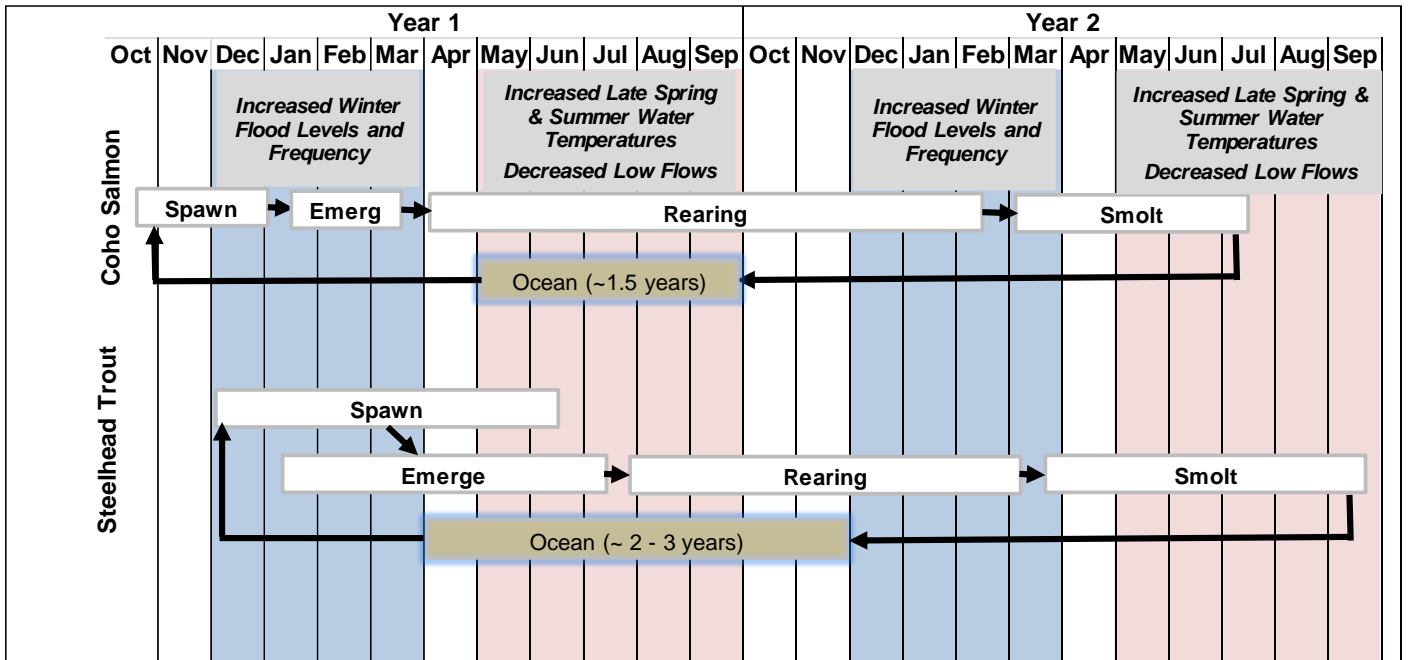 Year 1 Year 2
Oct Nov Dec Jan Feb Mar Apr May Jun Jul Aug Sep Oct Nov Dec Jan Feb Mar Apr May Jun Jul Aug Sep
Increased Winter
Flood Levels and
Frequency
Increased Late Spring
& Summer Water
Temperatures
Decreased Low Flows
Increased Winter
Flood Levels and
Frequency
Increased Late Spring &
Summer Water
Temperatures
Decreased Low Flows
Coho Salmon
Spawn Emerg Rearing Smolt
Ocean (~1.5 years)
Steelhead Trout
Spawn
Emerge Rearing Smolt
Ocean (~ 2 - 3 years)